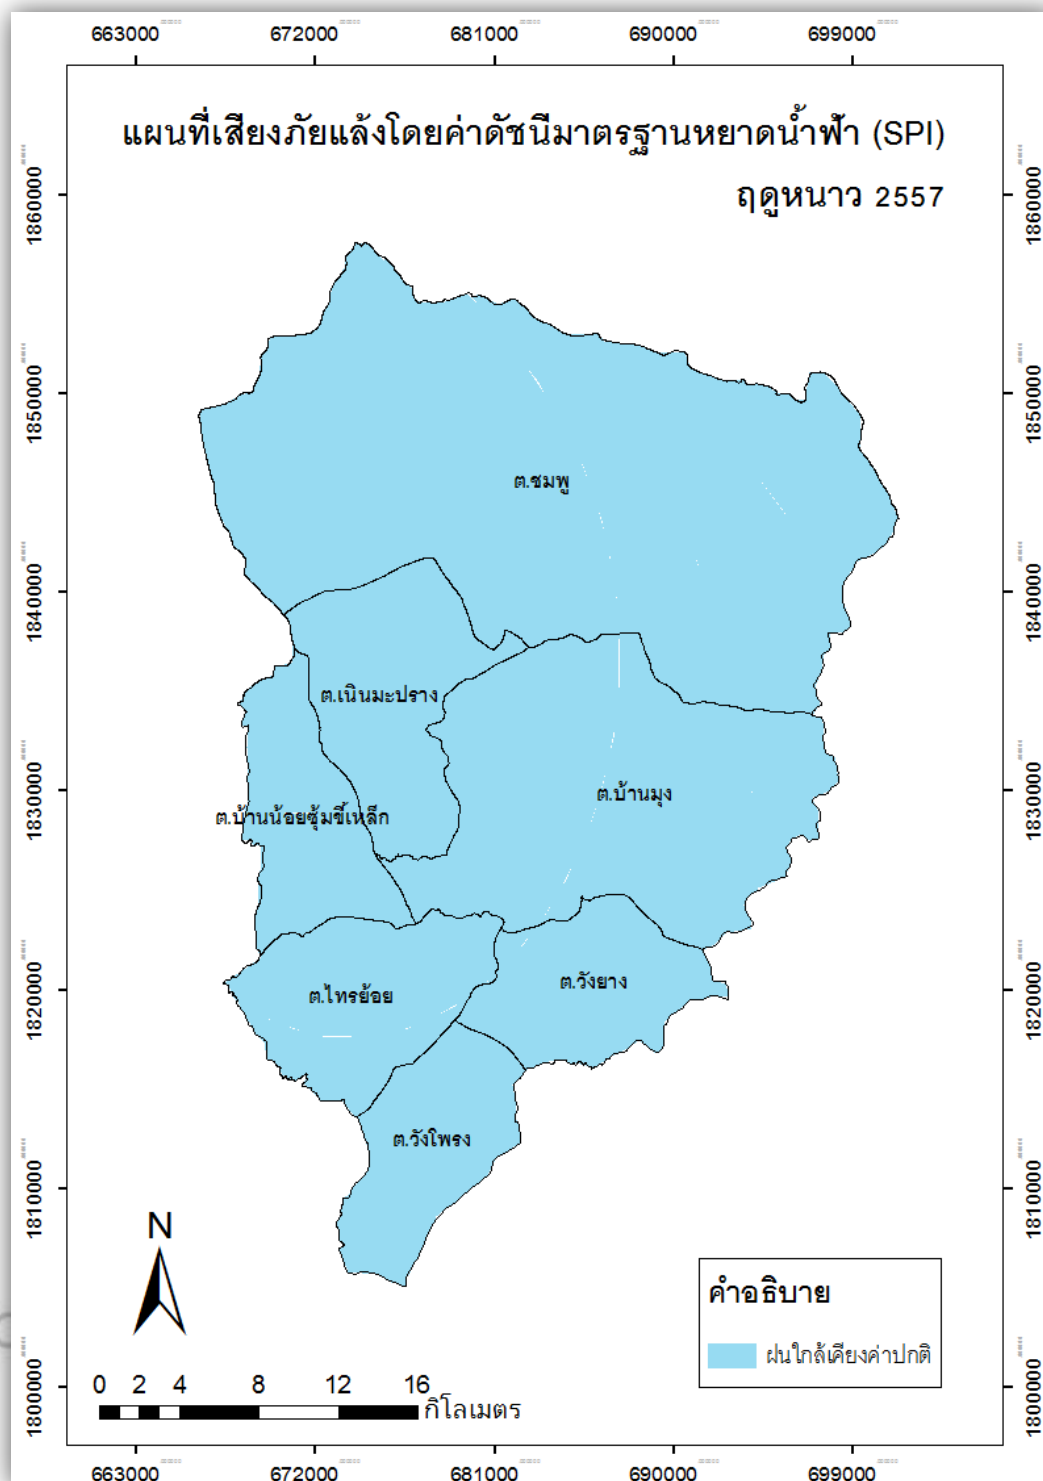 663000 672000 681000 690000 699000
แผนที่เสี่ยงภัยแล้งโดยค่าดัชนีมาตรฐานหยาดน้ำฟ้า (SPI)
ฤดูหนาว 2557
1860000 1860000
1850000 1850000
ต.ชมพู
1840000 1840000
ต.เนินมะปราง
1830000 1830000
ต.บ้านมุง
ต.บ้านน้อยซุ้มขี้เหล็ก
ต.วังยาง
1820000 1820000
ต.ไทรย้อย
ต.วังโพรง
1810000 1810000
N
คำอธิบาย
ฝนใกล้เคียงค่าปกติ
1800000 1800000
0 2 4 8 12 16
กิโลเมตร
663000 672000 681000 690000 699000